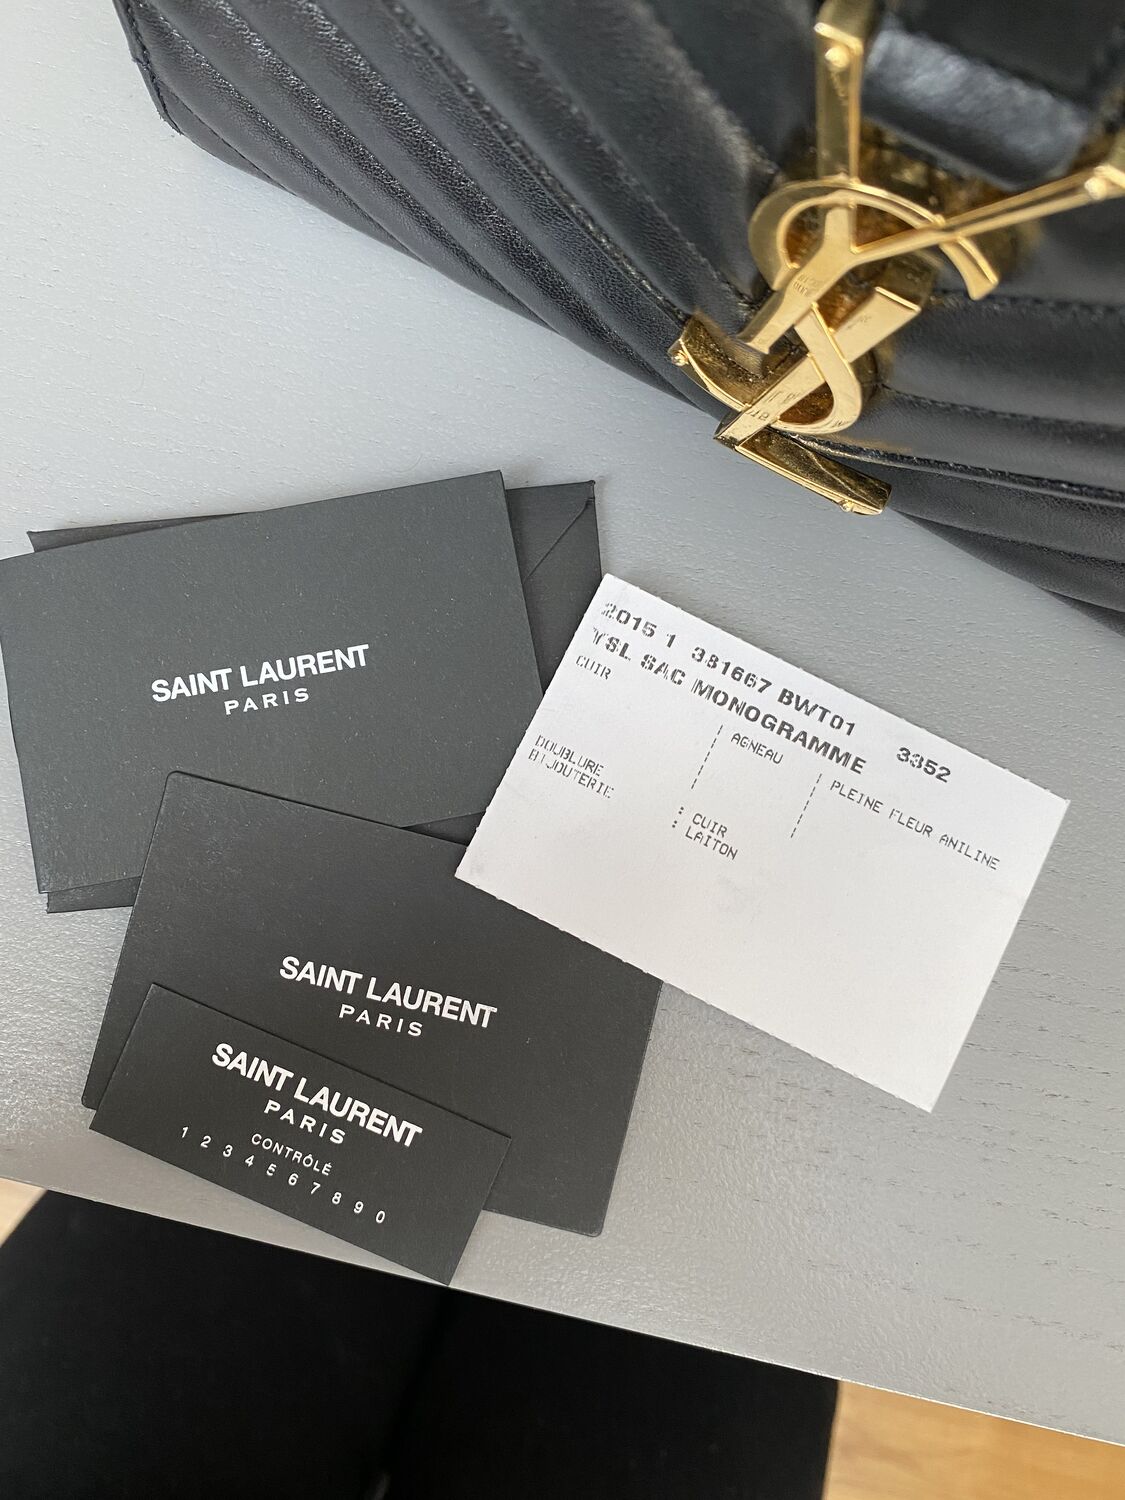 SAINT LAURENT
PARIS
2015 1 381667 BWT01 3352
YSL SAC MONOGRAMME
CUIR AGNEAU PLEINE FLEUR ANILINE
DOUBLURE : CUIR
BIJOUTERIE : LAITON
SAINT LAURENT
PARIS
SAINT LAURENT
PARIS
CONTRÔLÉ
1 2 3 4 5 6 7 8 9 0